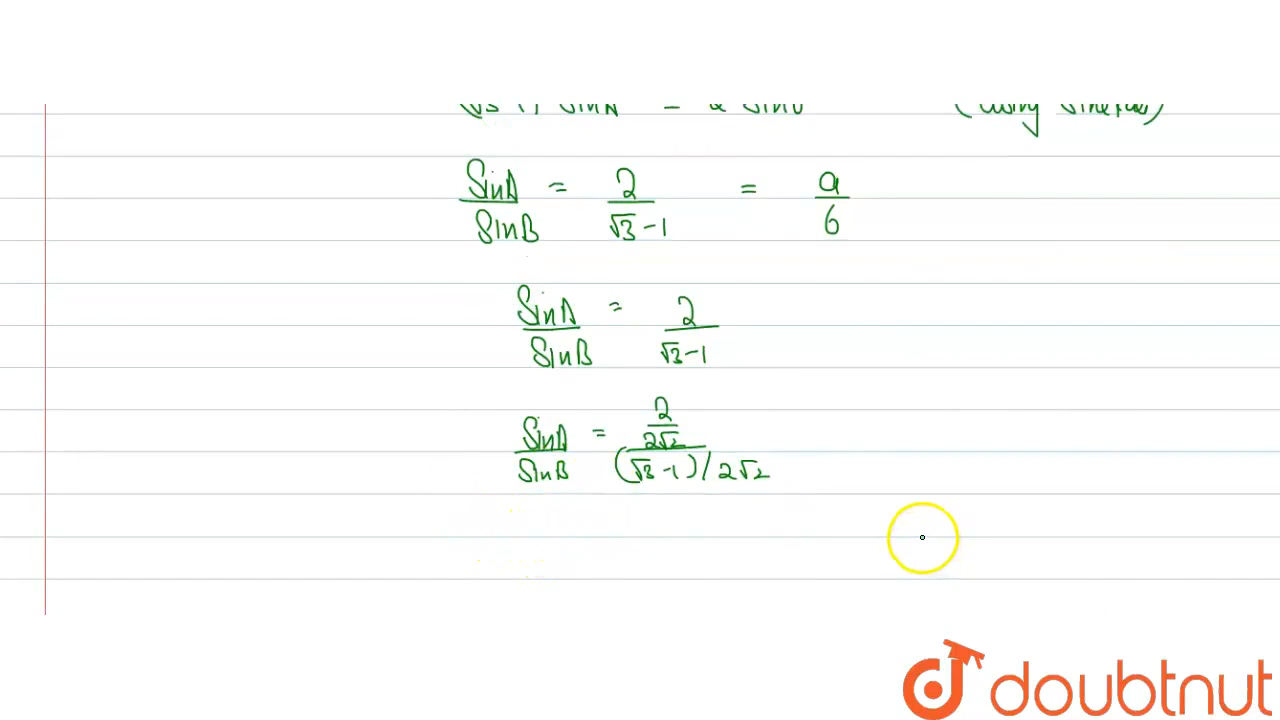 SinA = 2
SinB √3-1 = a
6
SinA = 2
SinB √3-1
SinA = 2
2√2
SinB (√3-1)/2√2
doubtnut